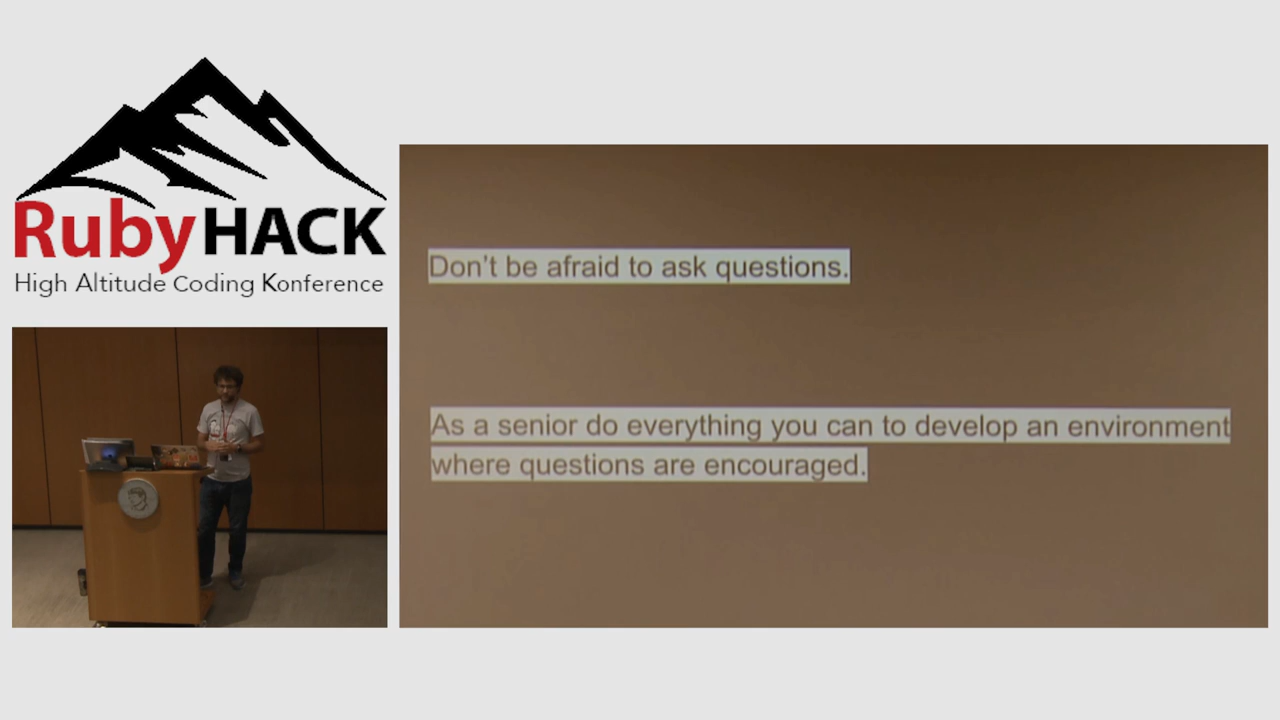 RubyHACK
High Altitude Coding Konference
Don't be afraid to ask questions.
As a senior do everything you can to develop an environment
where questions are encouraged.